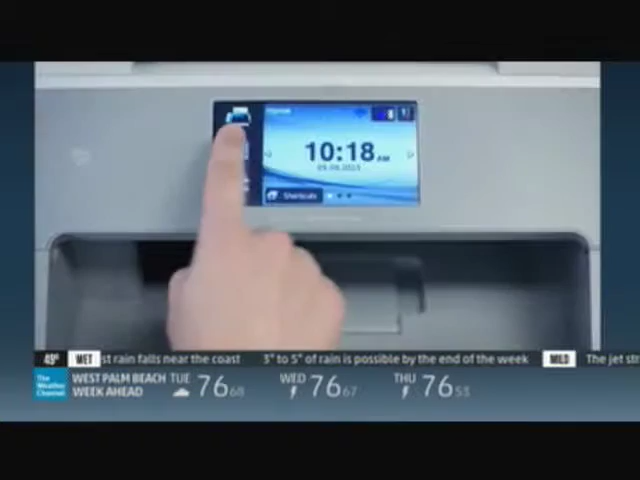 Home
10:18 AM
Shortcuts
49° WET st rain falls near the coast 3" to 5" of rain is possible by the end of the week MILD The jet str
The Weather Channel
WEST PALM BEACH WEEK AHEAD
TUE 76 68
WED 76 67
THU 76 53